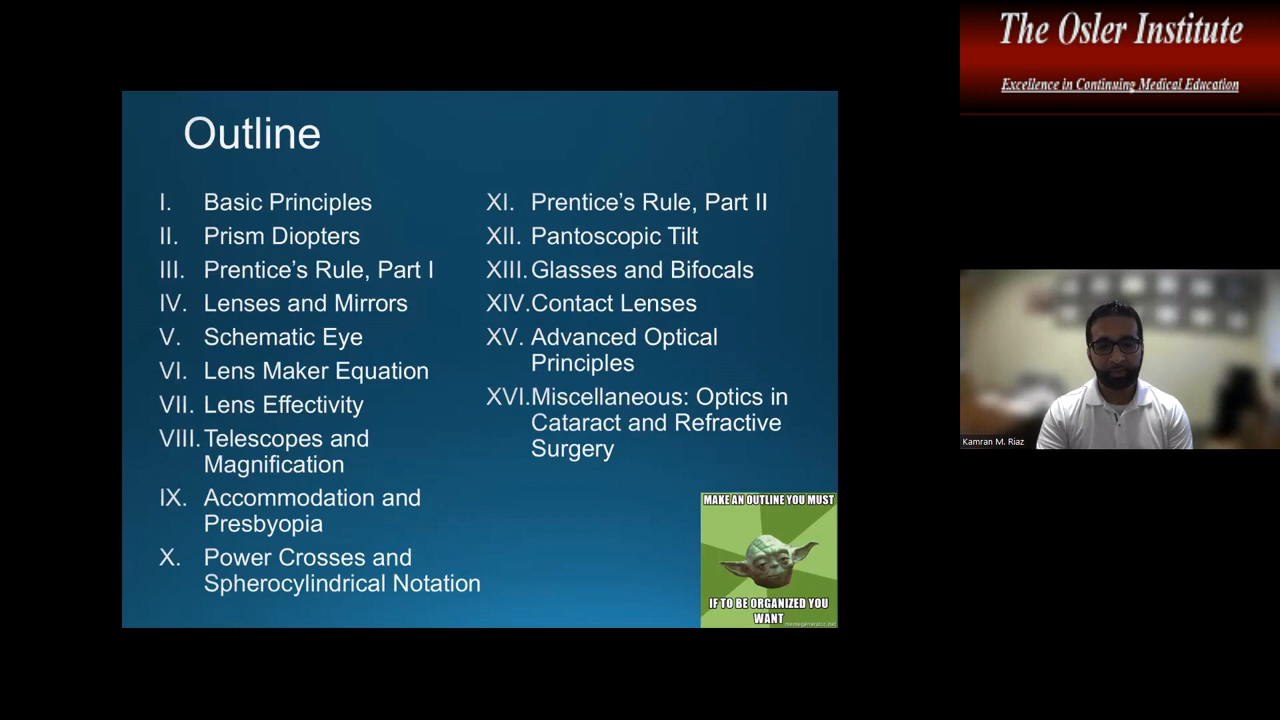 The Osler Institute
Excellence in Continuing Medical Education
Outline
I. Basic Principles
II. Prism Diopters
III. Prentice's Rule, Part I
IV. Lenses and Mirrors
V. Schematic Eye
VI. Lens Maker Equation
VII. Lens Effectivity
VIII. Telescopes and
Magnification
IX. Accommodation and
Presbyopia
X. Power Crosses and
Spherocylindrical Notation
XI. Prentice's Rule, Part II
XII. Pantoscopic Tilt
XIII. Glasses and Bifocals
XIV. Contact Lenses
XV. Advanced Optical
Principles
XVI. Miscellaneous: Optics in
Cataract and Refractive
Surgery
MAKE AN OUTLINE YOU MUST
IF TO BE ORGANIZED YOU
WANT
memegenerator.net
Kamran M. Riaz